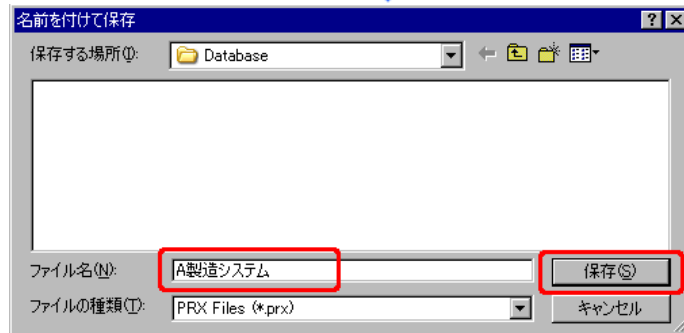 名前を付けて保存
保存する場所(I): Database
ファイル名(N): A製造システム 保存(S)
ファイルの種類(T): PRX Files (*.prx) キャンセル